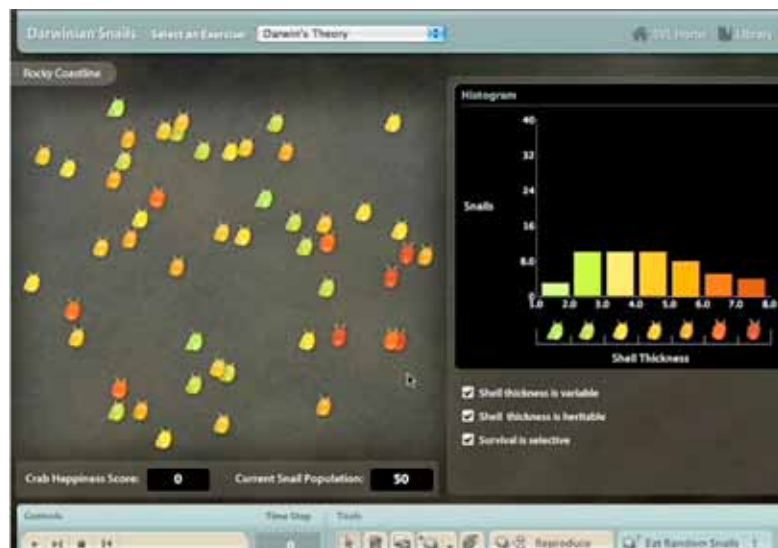 Darwinian Snails Select an Exercise: Darwin's Theory SVL Home Library
Rocky Coastline
Histogram
40
32
24
16
8.0
0
Snails
1.0 2.0 3.0 4.0 5.0 6.0 7.0 8.0
Shell Thickness
Shell thickness is variable
Shell thickness is heritable
Survival is selective
Crab Happiness Score: 0 Current Snail Population: 50
Controls Time Step Tools
0 Reproduce Eat Random Snails 1